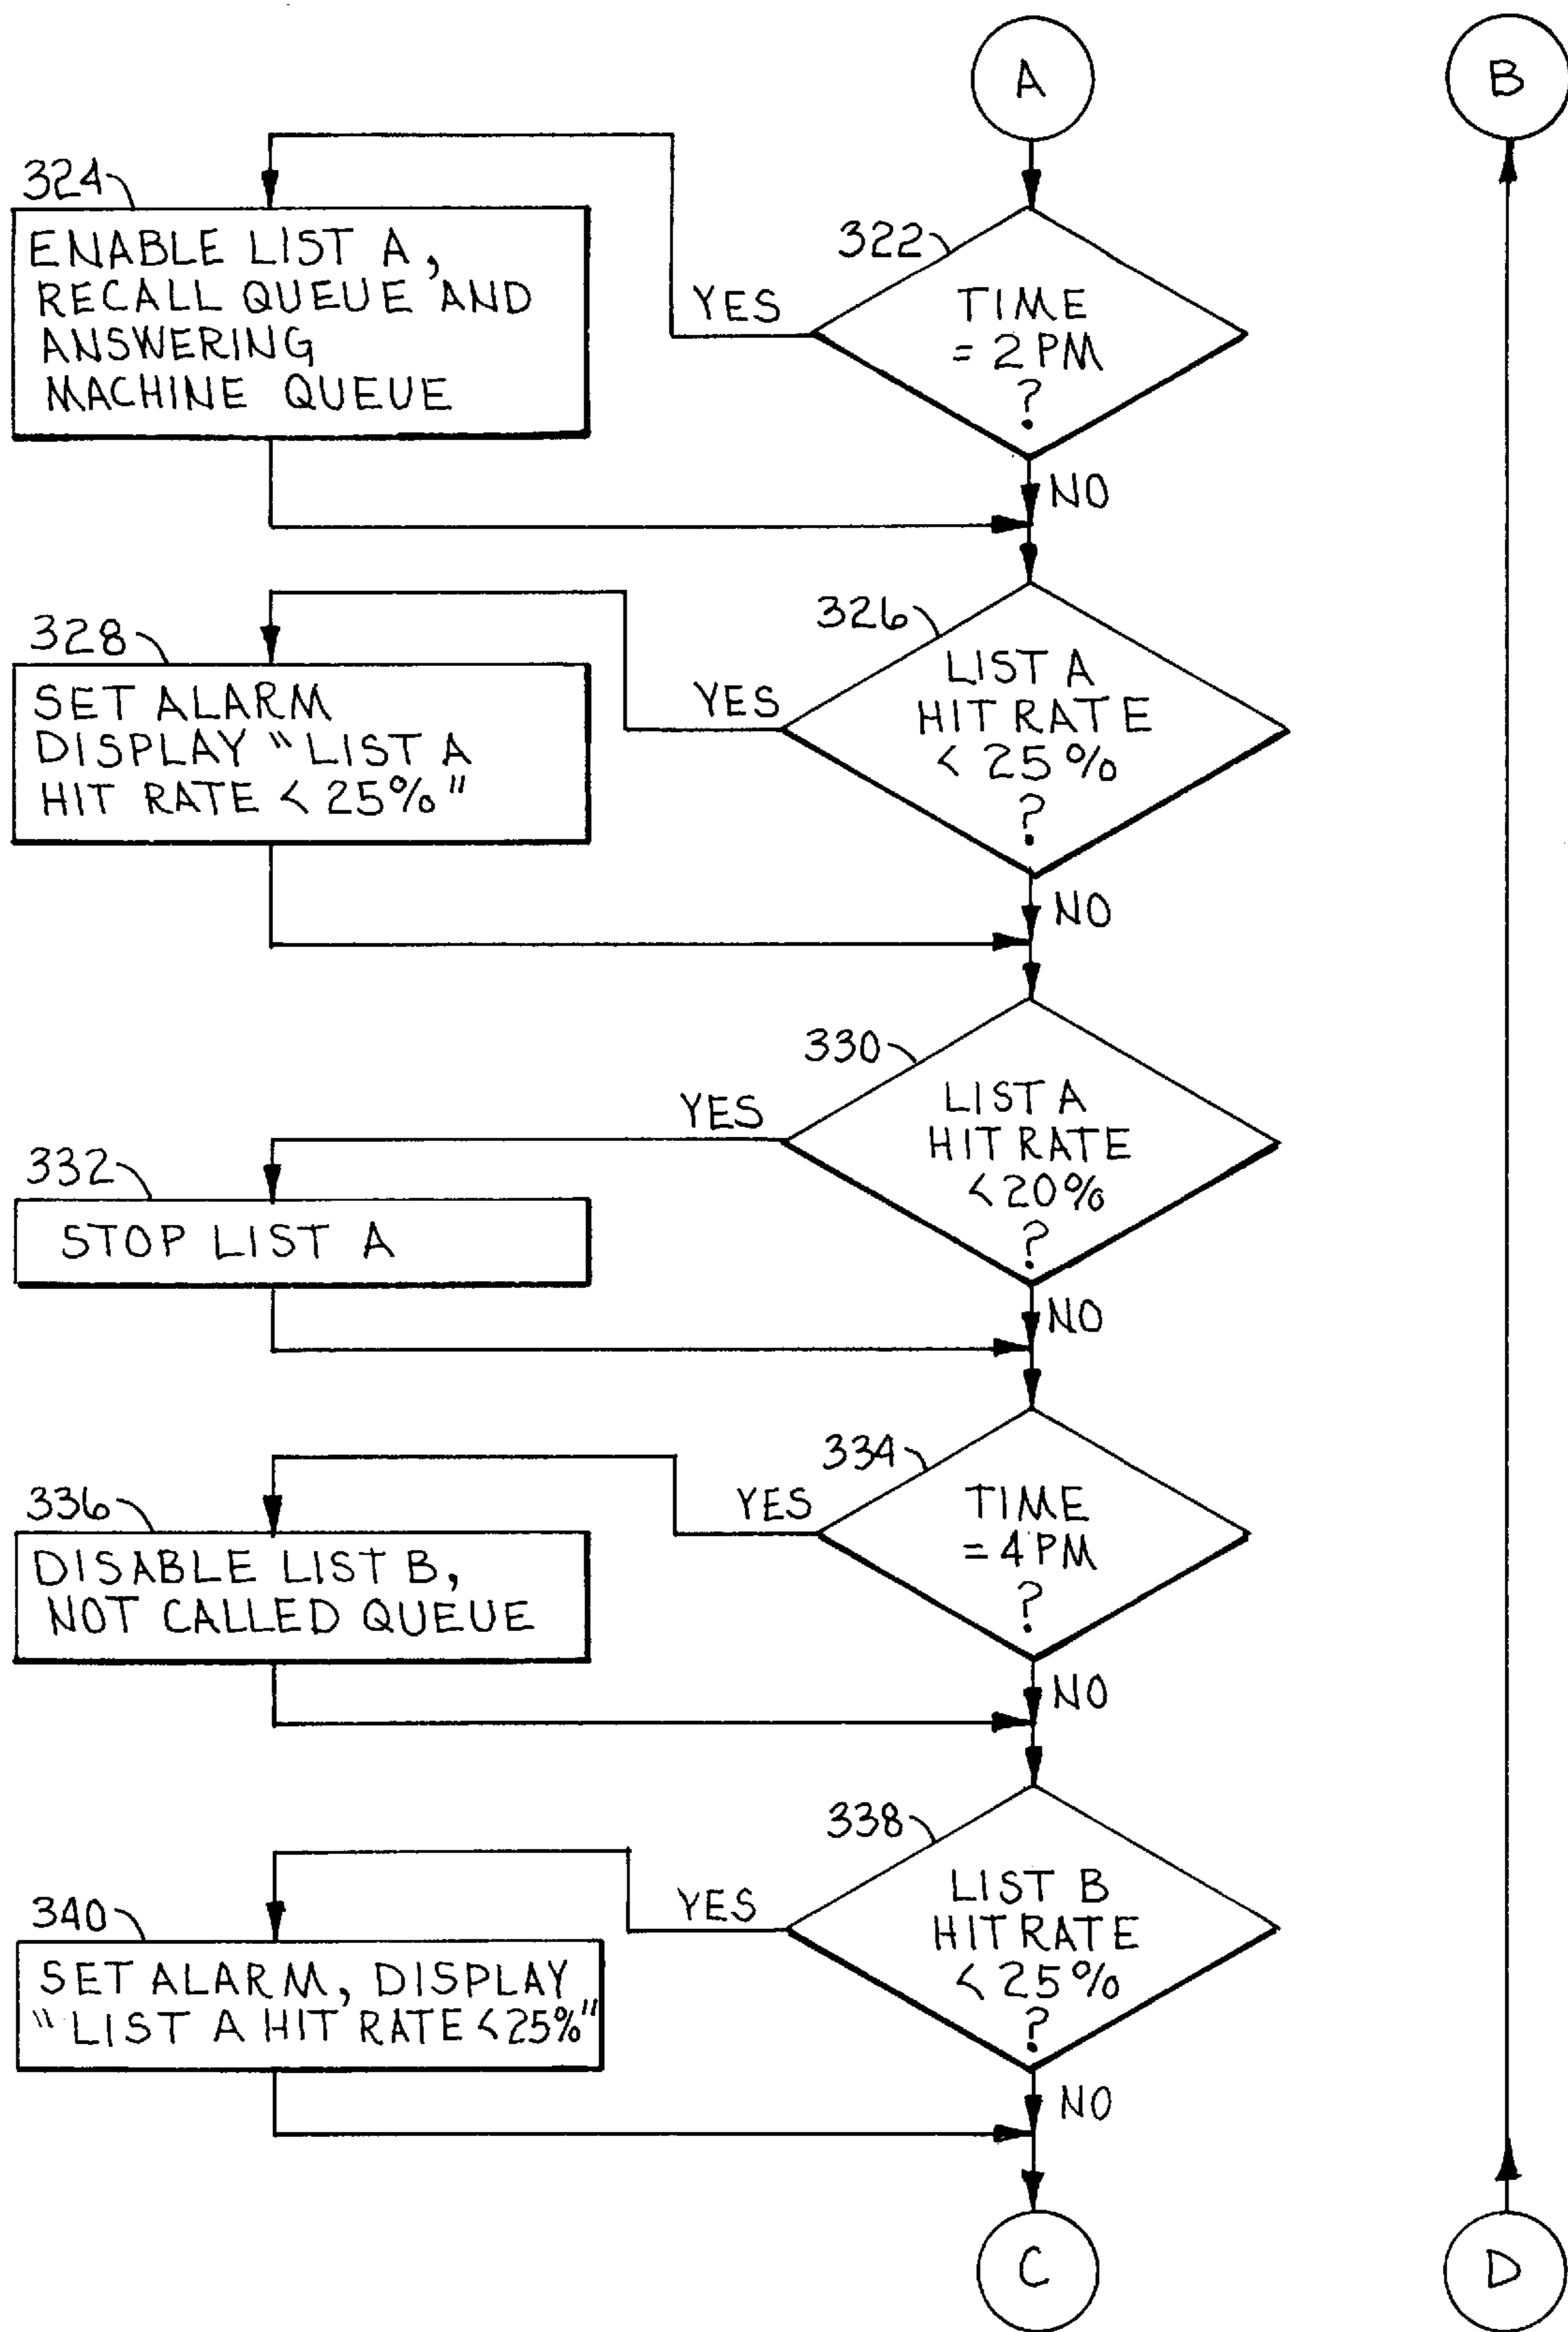 A
B
324
ENABLE LIST A,
RECALL QUEUE AND
ANSWERING
MACHINE QUEUE
322
YES
TIME
= 2 PM
?
NO
326
328
SET ALARM
DISPLAY "LIST A
HIT RATE < 25%"
YES
LIST A
HIT RATE
< 25%
?
NO
330
YES
LIST A
HIT RATE
<20%
?
332
STOP LIST A
NO
334
336
DISABLE LIST B,
NOT CALLED QUEUE
YES
TIME
= 4 PM
?
NO
338
340
SET ALARM, DISPLAY
"LIST A HIT RATE <25%"
YES
LIST B
HIT RATE
< 25%
?
NO
C
D